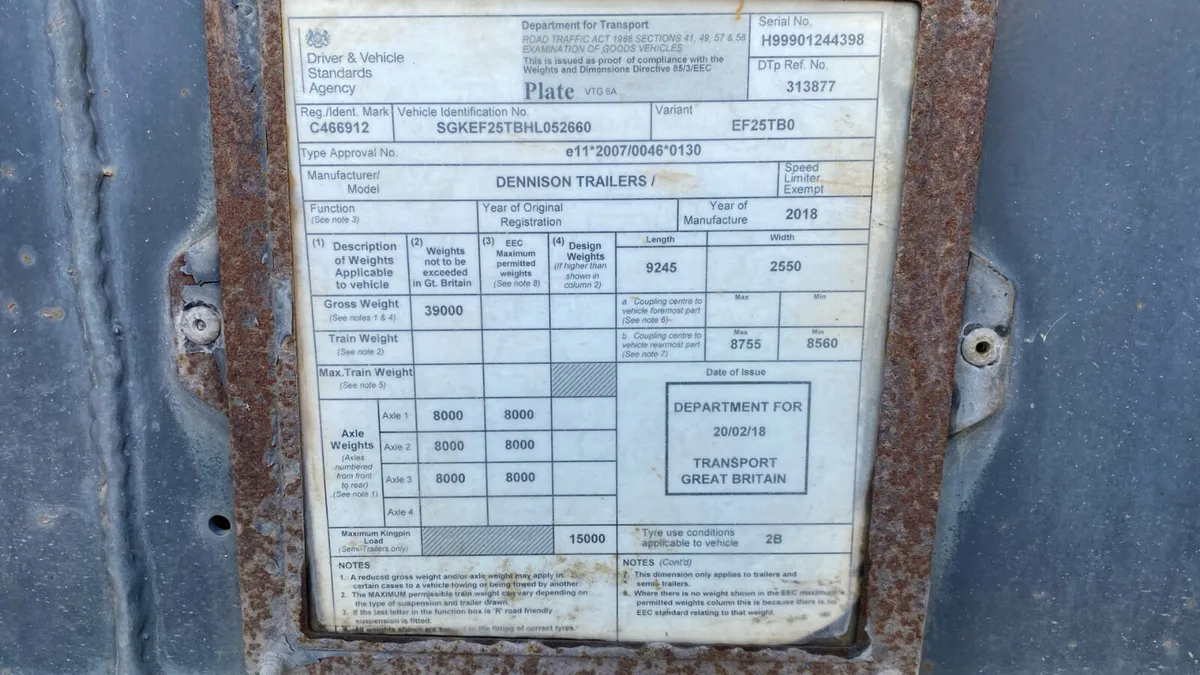 Driver & Vehicle
Standards
Agency
Department for Transport
ROAD TRAFFIC ACT 1988 SECTIONS 41, 49, 57 & 58
EXAMINATION OF GOODS VEHICLES
This is issued as proof of compliance with the
Weights and Dimensions Directive 85/3/EEC
Plate VTG 6A
Serial No.
H99901244398
DTp Ref. No.
313877
Reg./Ident. Mark
C466912
Vehicle Identification No.
SGKEF25TBHL052660
Variant
EF25TB0
Type Approval No.
e11*2007/0046*0130
Manufacturer/
Model
DENNISON TRAILERS /
Speed
Limiter
Exempt
Function
(See note 3)
Year of Original
Registration
Year of
Manufacture
2018
(1) Description
of Weights
Applicable
to vehicle
(2) Weights
not to be
exceeded
in Gt. Britain
(3) EEC
Maximum
permitted
weights
(See note 8)
(4) Design
Weights
(If higher than
shown in
column 2)
Length
9245
Width
2550
Gross Weight
(See notes 1 & 4)
39000
a. Coupling centre to
vehicle foremost part
(See note 6)
Max
Min
Train Weight
(See note 2)
b. Coupling centre to
vehicle rearmost part
(See note 7)
Max
8755
Min
8560
Max.Train Weight
(See note 5)
Date of Issue
DEPARTMENT FOR
20/02/18
TRANSPORT
GREAT BRITAIN
Axle
Weights
(Axles
numbered
from front
to rear)
(See note 1)
Axle 1 8000 8000
Axle 2 8000 8000
Axle 3 8000 8000
Axle 4
Maximum Kingpin
Load
(Semi-Trailers only)
15000
Tyre use conditions
applicable to vehicle
2B
NOTES
1. A reduced gross weight and/or axle weight may apply in
certain cases to a vehicle towing or being towed by another.
2. The MAXIMUM permissible train weight can vary depending on
the type of suspension and trailer drawn.
3. If the last letter in the function box is 'R' road friendly
suspension is fitted.
All weights shown are to the fitting of correct tyres.
NOTES (Cont'd)
7. This dimension only applies to trailers and
semi-trailers.
8. Where there is no weight shown in the EEC maximum
permitted weights column this is because there is no
EEC standard relating to that weight.